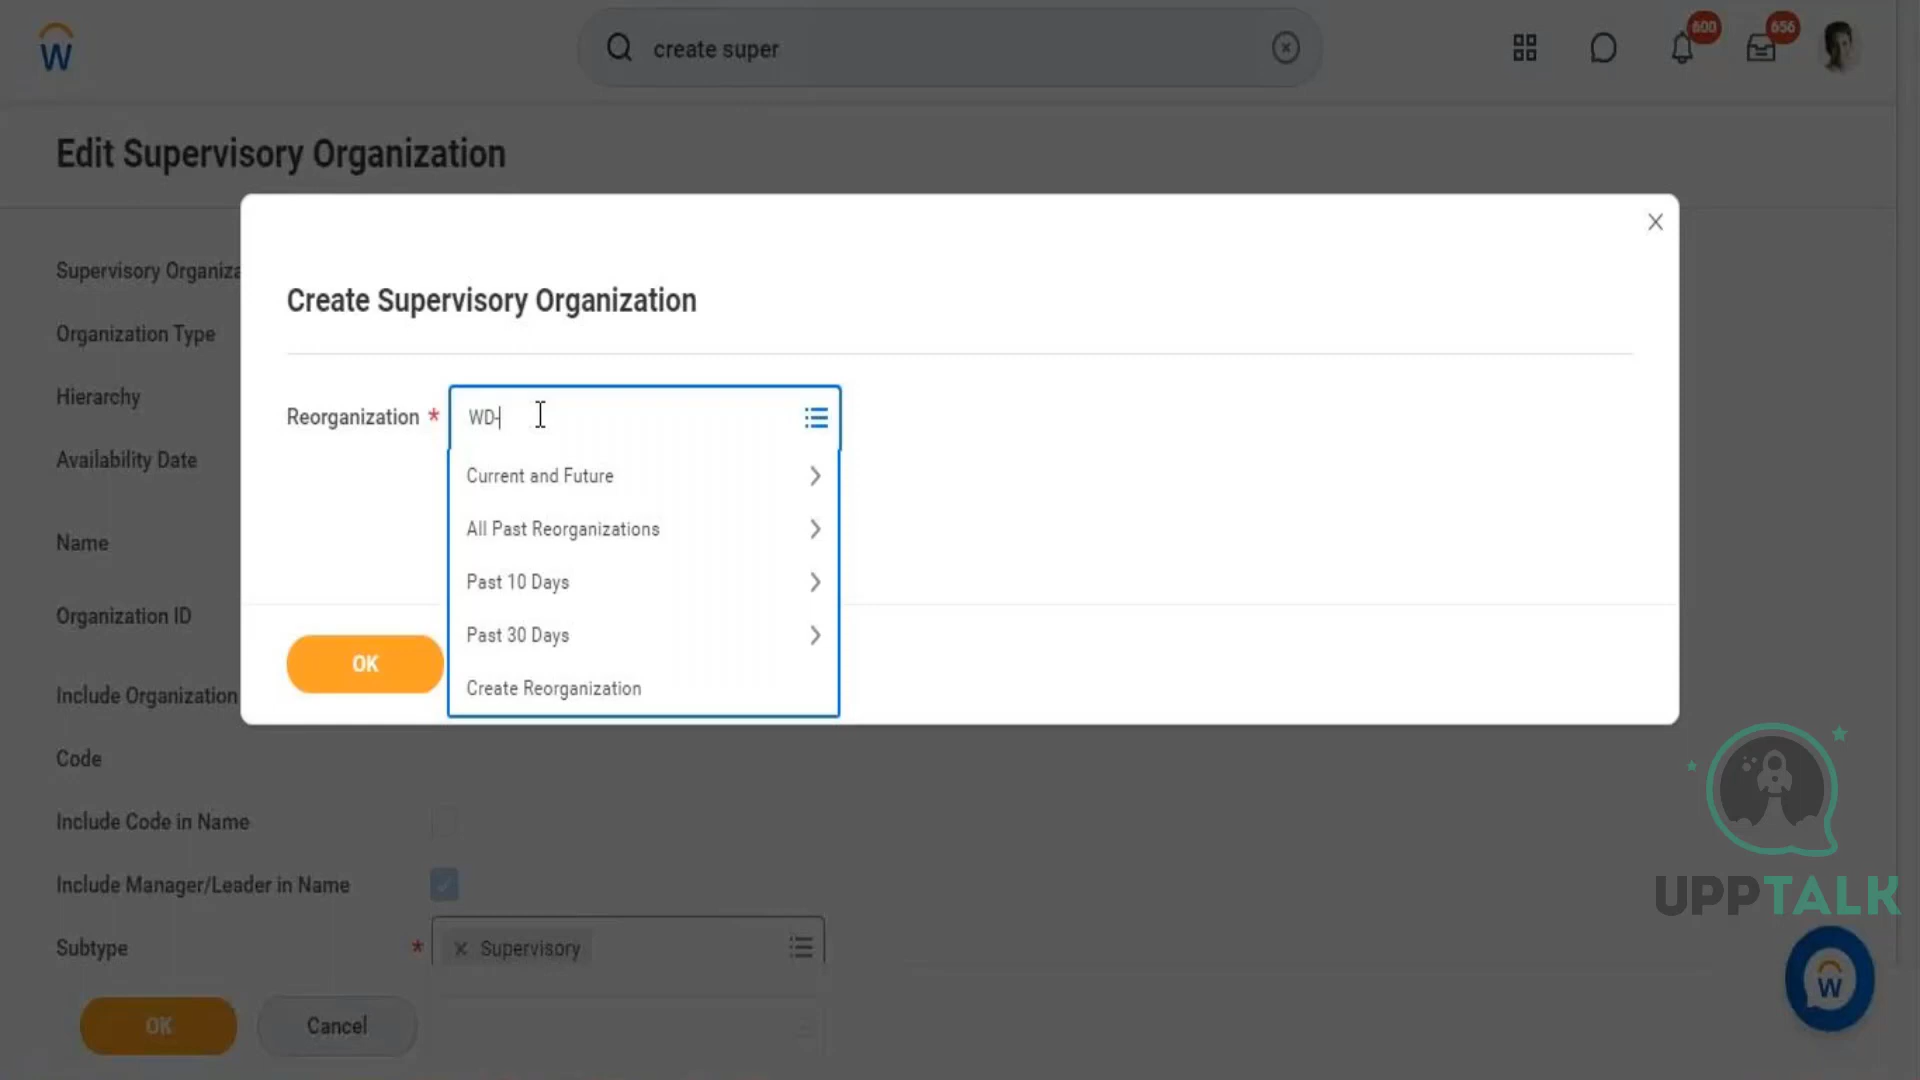 W
create super
600
656
Edit Supervisory Organization
Supervisory Organiza
Organization Type
Hierarchy
Availability Date
Name
Organization ID
Include Organization
Code
Include Code in Name
Include Manager/Leader in Name
Subtype *
× Supervisory
OK
Cancel
Create Supervisory Organization
Reorganization *
WD-
Current and Future
All Past Reorganizations
Past 10 Days
Past 30 Days
Create Reorganization
OK
UPPTALK
W